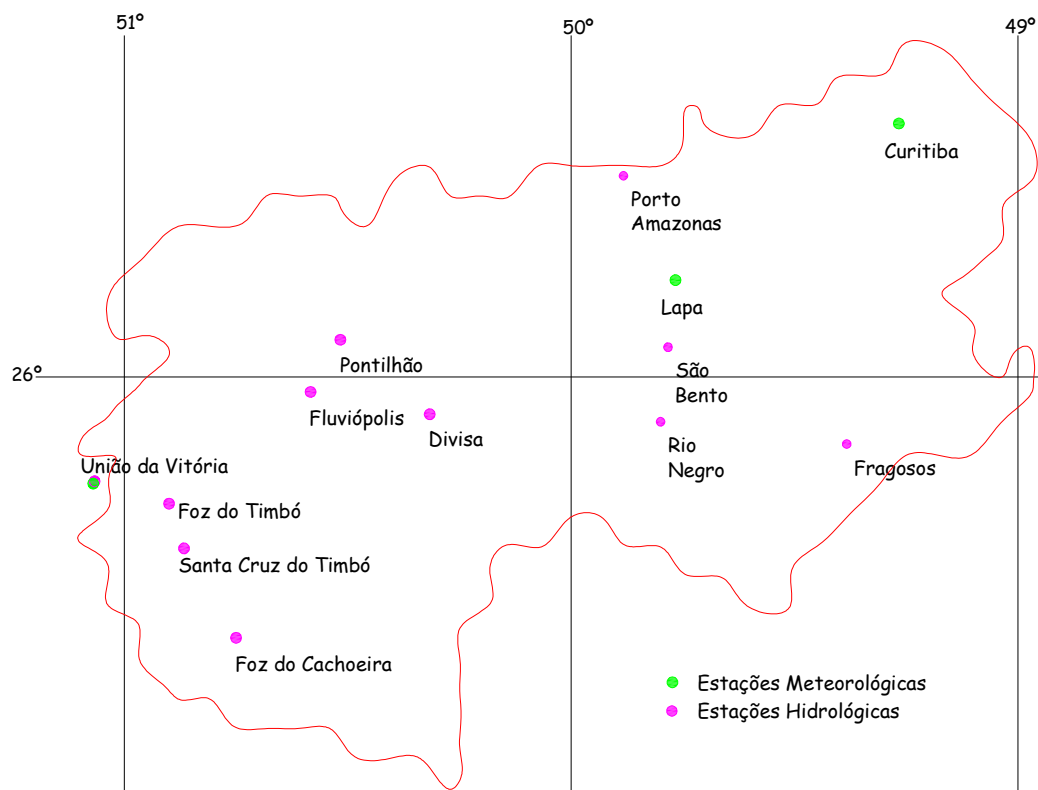 51º
50º
49º
Curitiba
Porto
Amazonas
Lapa
Pontilhão
26º
São
Bento
Fluviópolis
Divisa
Rio
Negro
Fragosos
União da Vitória
Foz do Timbó
Santa Cruz do Timbó
Foz do Cachoeira
Estações Meteorológicas
Estações Hidrológicas